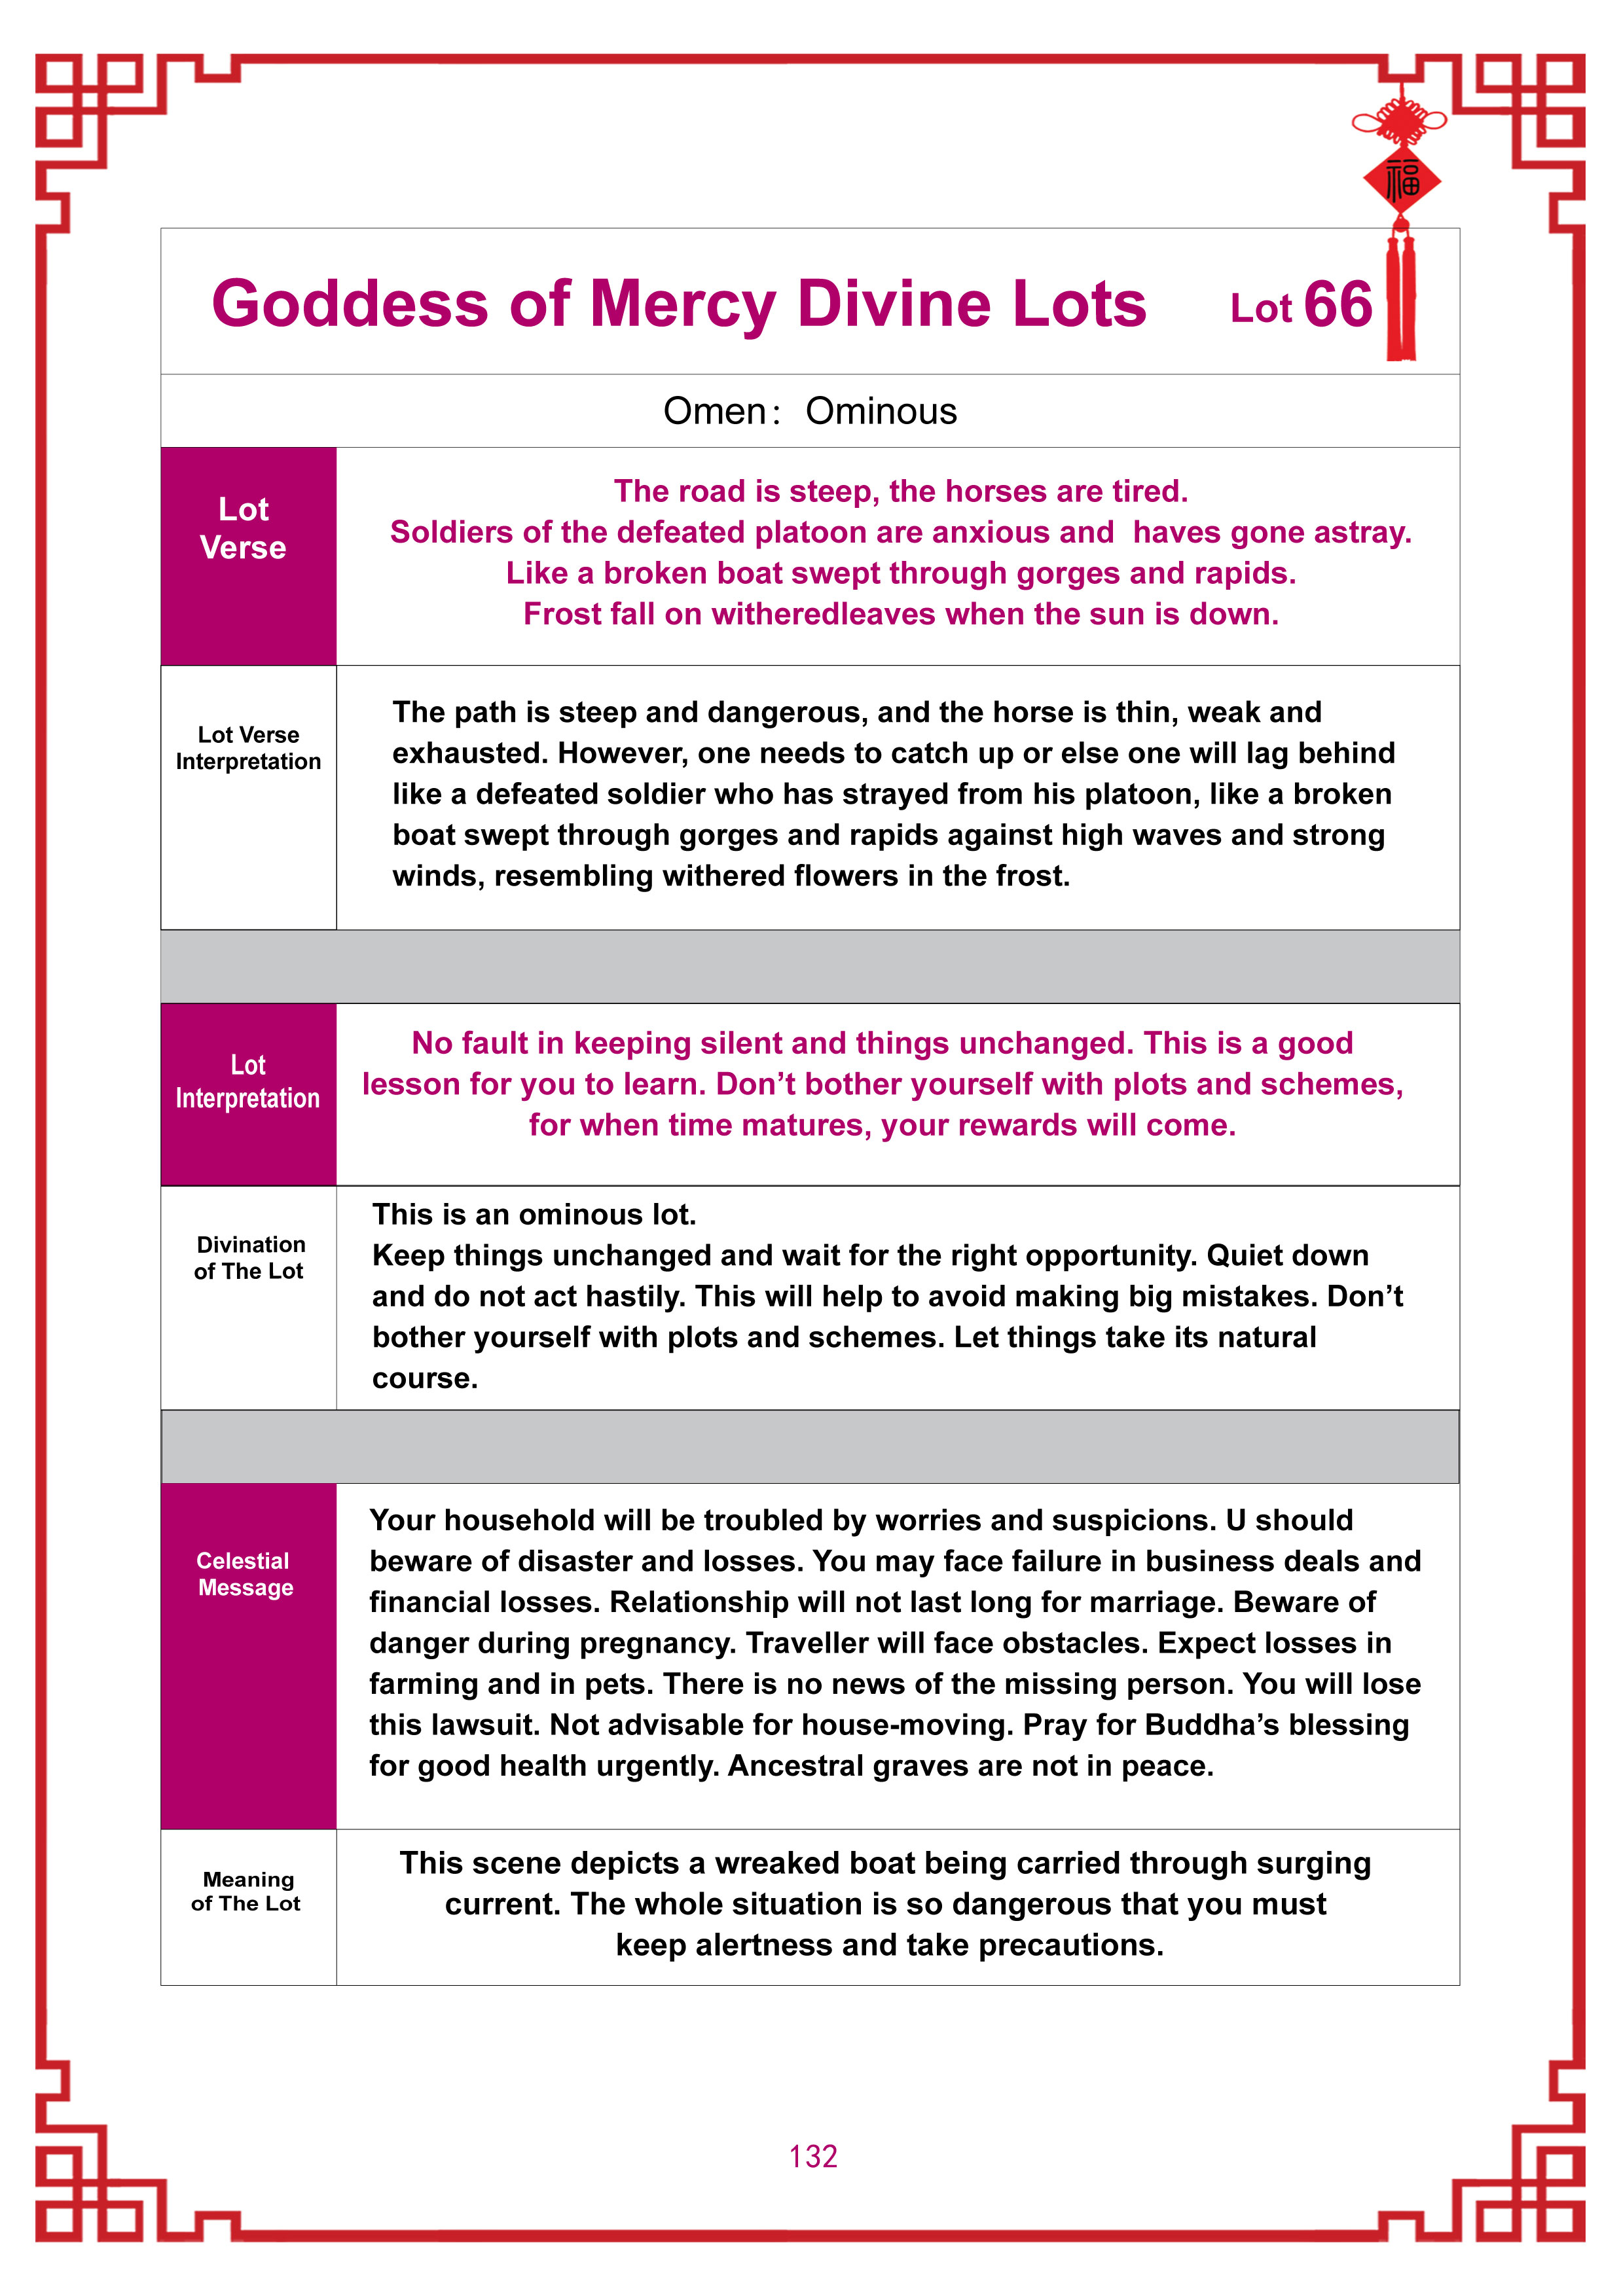 福
Goddess of Mercy Divine Lots Lot 66
Omen： Ominous
Lot
Verse
The road is steep, the horses are tired.
Soldiers of the defeated platoon are anxious and haves gone astray.
Like a broken boat swept through gorges and rapids.
Frost fall on witheredleaves when the sun is down.
Lot Verse
Interpretation
The path is steep and dangerous, and the horse is thin, weak and
exhausted. However, one needs to catch up or else one will lag behind
like a defeated soldier who has strayed from his platoon, like a broken
boat swept through gorges and rapids against high waves and strong
winds, resembling withered flowers in the frost.
Lot
Interpretation
No fault in keeping silent and things unchanged. This is a good
lesson for you to learn. Don’t bother yourself with plots and schemes,
for when time matures, your rewards will come.
Divination
of The Lot
This is an ominous lot.
Keep things unchanged and wait for the right opportunity. Quiet down
and do not act hastily. This will help to avoid making big mistakes. Don’t
bother yourself with plots and schemes. Let things take its natural
course.
Celestial
Message
Your household will be troubled by worries and suspicions. U should
beware of disaster and losses. You may face failure in business deals and
financial losses. Relationship will not last long for marriage. Beware of
danger during pregnancy. Traveller will face obstacles. Expect losses in
farming and in pets. There is no news of the missing person. You will lose
this lawsuit. Not advisable for house-moving. Pray for Buddha’s blessing
for good health urgently. Ancestral graves are not in peace.
Meaning
of The Lot
This scene depicts a wreaked boat being carried through surging
current. The whole situation is so dangerous that you must
keep alertness and take precautions.
132